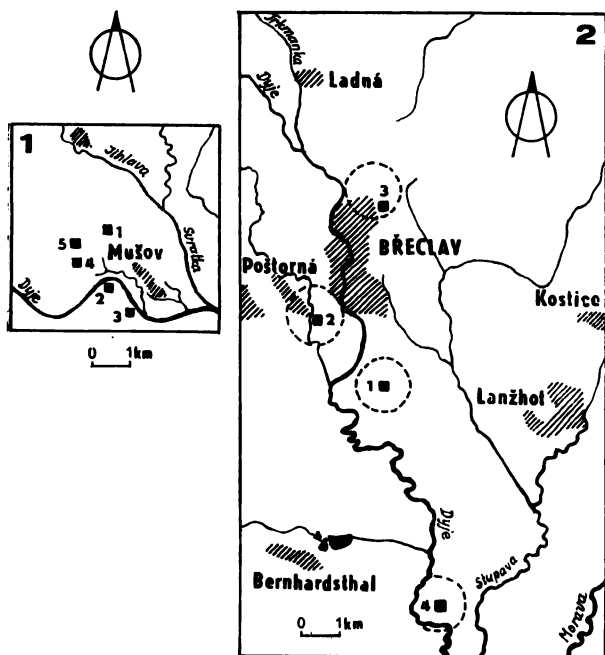 1
Jihlava
Svratka
1
5
Mušov
4
2
Dyje
3
0 1km
2
Trkmanka
Dyje
Ladná
3
BŘECLAV
Poštorná
Kostice
2
1
Lanžhot
Dyje
Stupava
Bernhardsthal
4
0 1km
Morava